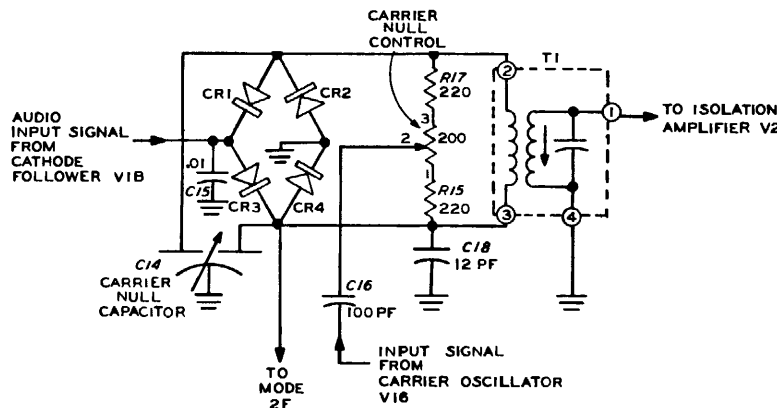 CARRIER
NULL
CONTROL
T1
CR1
CR2
R17
220
2
3
200
2
1
AUDIO
INPUT SIGNAL
FROM
CATHODE
FOLLOWER V1B
TO ISOLATION
AMPLIFIER V2
.01
C15
CR3
CR4
1
R15
220
3
4
C14
CARRIER
NULL
CAPACITOR
C18
12 PF
C16
100PF
TO
MODE
2F
INPUT SIGNAL
FROM
CARRIER OSCILLATOR
V16